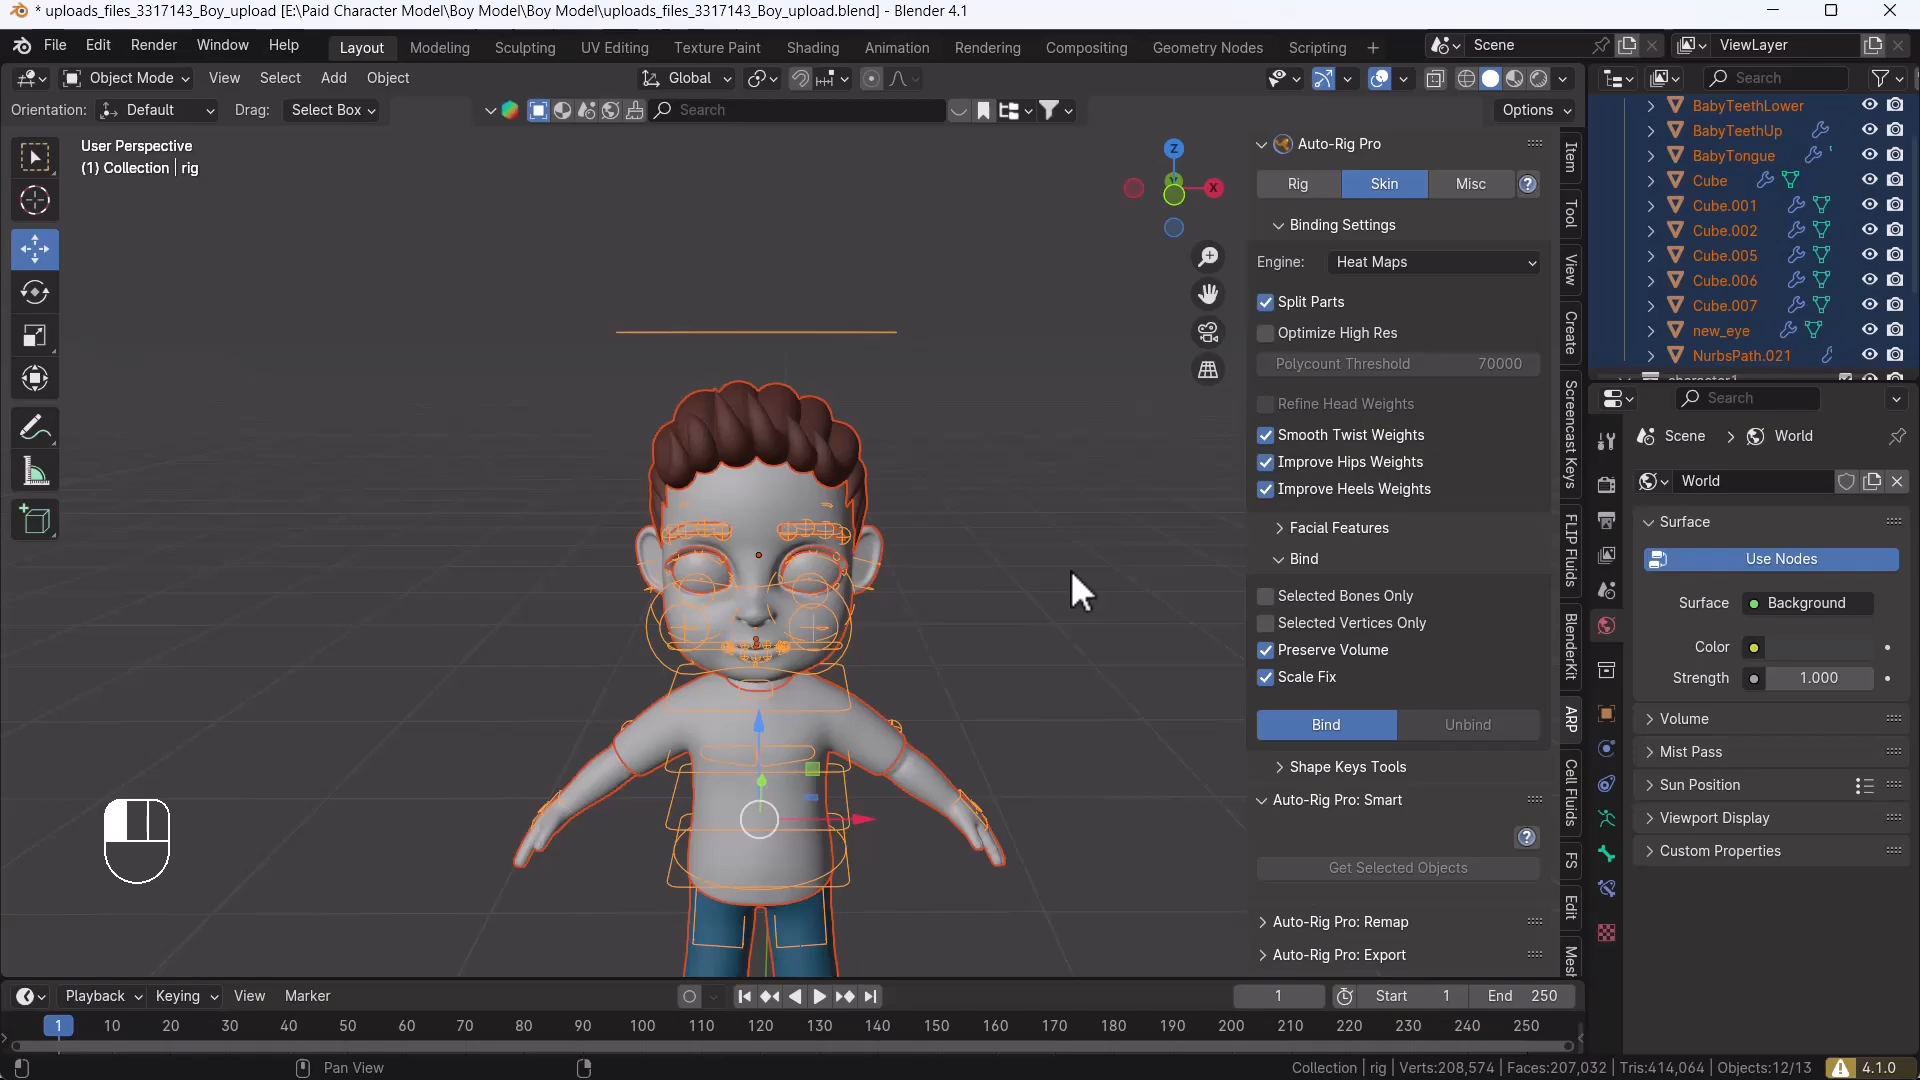 * uploads_files_3317143_Boy_upload [E:\Paid Character Model\Boy Model\Boy Model\uploads_files_3317143_Boy_upload.blend] - Blender 4.1
File Edit Render Window Help Layout Modeling Sculpting UV Editing Texture Paint Shading Animation Rendering Compositing Geometry Nodes Scripting + Scene ViewLayer
Object Mode View Select Add Object Global Search
Orientation: Default Drag: Select Box Search Options
User Perspective
(1) Collection | rig
Z
Y
X
Auto-Rig Pro
Rig Skin Misc ?
Binding Settings
Engine: Heat Maps
Split Parts
Optimize High Res
Polycount Threshold 70000
Refine Head Weights
Smooth Twist Weights
Improve Hips Weights
Improve Heels Weights
Facial Features
Bind
Selected Bones Only
Selected Vertices Only
Preserve Volume
Scale Fix
Bind Unbind
Shape Keys Tools
Auto-Rig Pro: Smart
?
Get Selected Objects
Auto-Rig Pro: Remap
Auto-Rig Pro: Export
Item
Tool
View
Create
Screencast Keys
FLIP Fluids
BlenderKit
ARP
Cell Fluids
FS
Edit
Mesh
BabyTeethLower
BabyTeethUp
BabyTongue
Cube
Cube.001
Cube.002
Cube.005
Cube.006
Cube.007
new_eye
NurbsPath.021
Search
Scene > World
World
Surface
Use Nodes
Surface Background
Color
Strength 1.000
Volume
Mist Pass
Sun Position
Viewport Display
Custom Properties
Playback Keying View Marker 1 Start 1 End 250
1 10 20 30 40 50 60 70 80 90 100 110 120 130 140 150 160 170 180 190 200 210 220 230 240 250
Pan View Collection | rig | Verts:208,574 | Faces:207,032 | Tris:414,064 | Objects:12/13 4.1.0